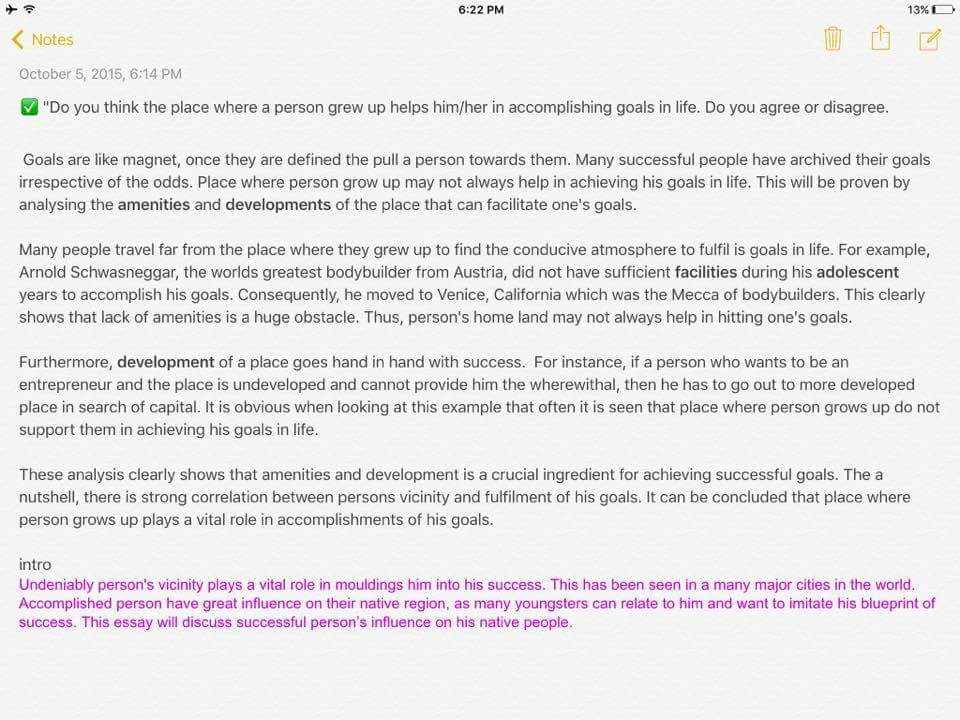 6:22 PM
13%
Notes
October 5, 2015, 6:14 PM
✅ "Do you think the place where a person grew up helps him/her in accomplishing goals in life. Do you agree or disagree.
Goals are like magnet, once they are defined the pull a person towards them. Many successful people have archived their goals
irrespective of the odds. Place where person grow up may not always help in achieving his goals in life. This will be proven by
analysing the amenities and developments of the place that can facilitate one's goals.
Many people travel far from the place where they grew up to find the conducive atmosphere to fulfil is goals in life. For example,
Arnold Schwasneggar, the worlds greatest bodybuilder from Austria, did not have sufficient facilities during his adolescent
years to accomplish his goals. Consequently, he moved to Venice, California which was the Mecca of bodybuilders. This clearly
shows that lack of amenities is a huge obstacle. Thus, person's home land may not always help in hitting one's goals.
Furthermore, development of a place goes hand in hand with success.  For instance, if a person who wants to be an
entrepreneur and the place is undeveloped and cannot provide him the wherewithal, then he has to go out to more developed
place in search of capital. It is obvious when looking at this example that often it is seen that place where person grows up do not
support them in achieving his goals in life.
These analysis clearly shows that amenities and development is a crucial ingredient for achieving successful goals. The a
nutshell, there is strong correlation between persons vicinity and fulfilment of his goals. It can be concluded that place where
person grows up plays a vital role in accomplishments of his goals.
intro
Undeniably person's vicinity plays a vital role in mouldings him into his success. This has been seen in a many major cities in the world.
Accomplished person have great influence on their native region, as many youngsters can relate to him and want to imitate his blueprint of
success. This essay will discuss successful person's influence on his native people.